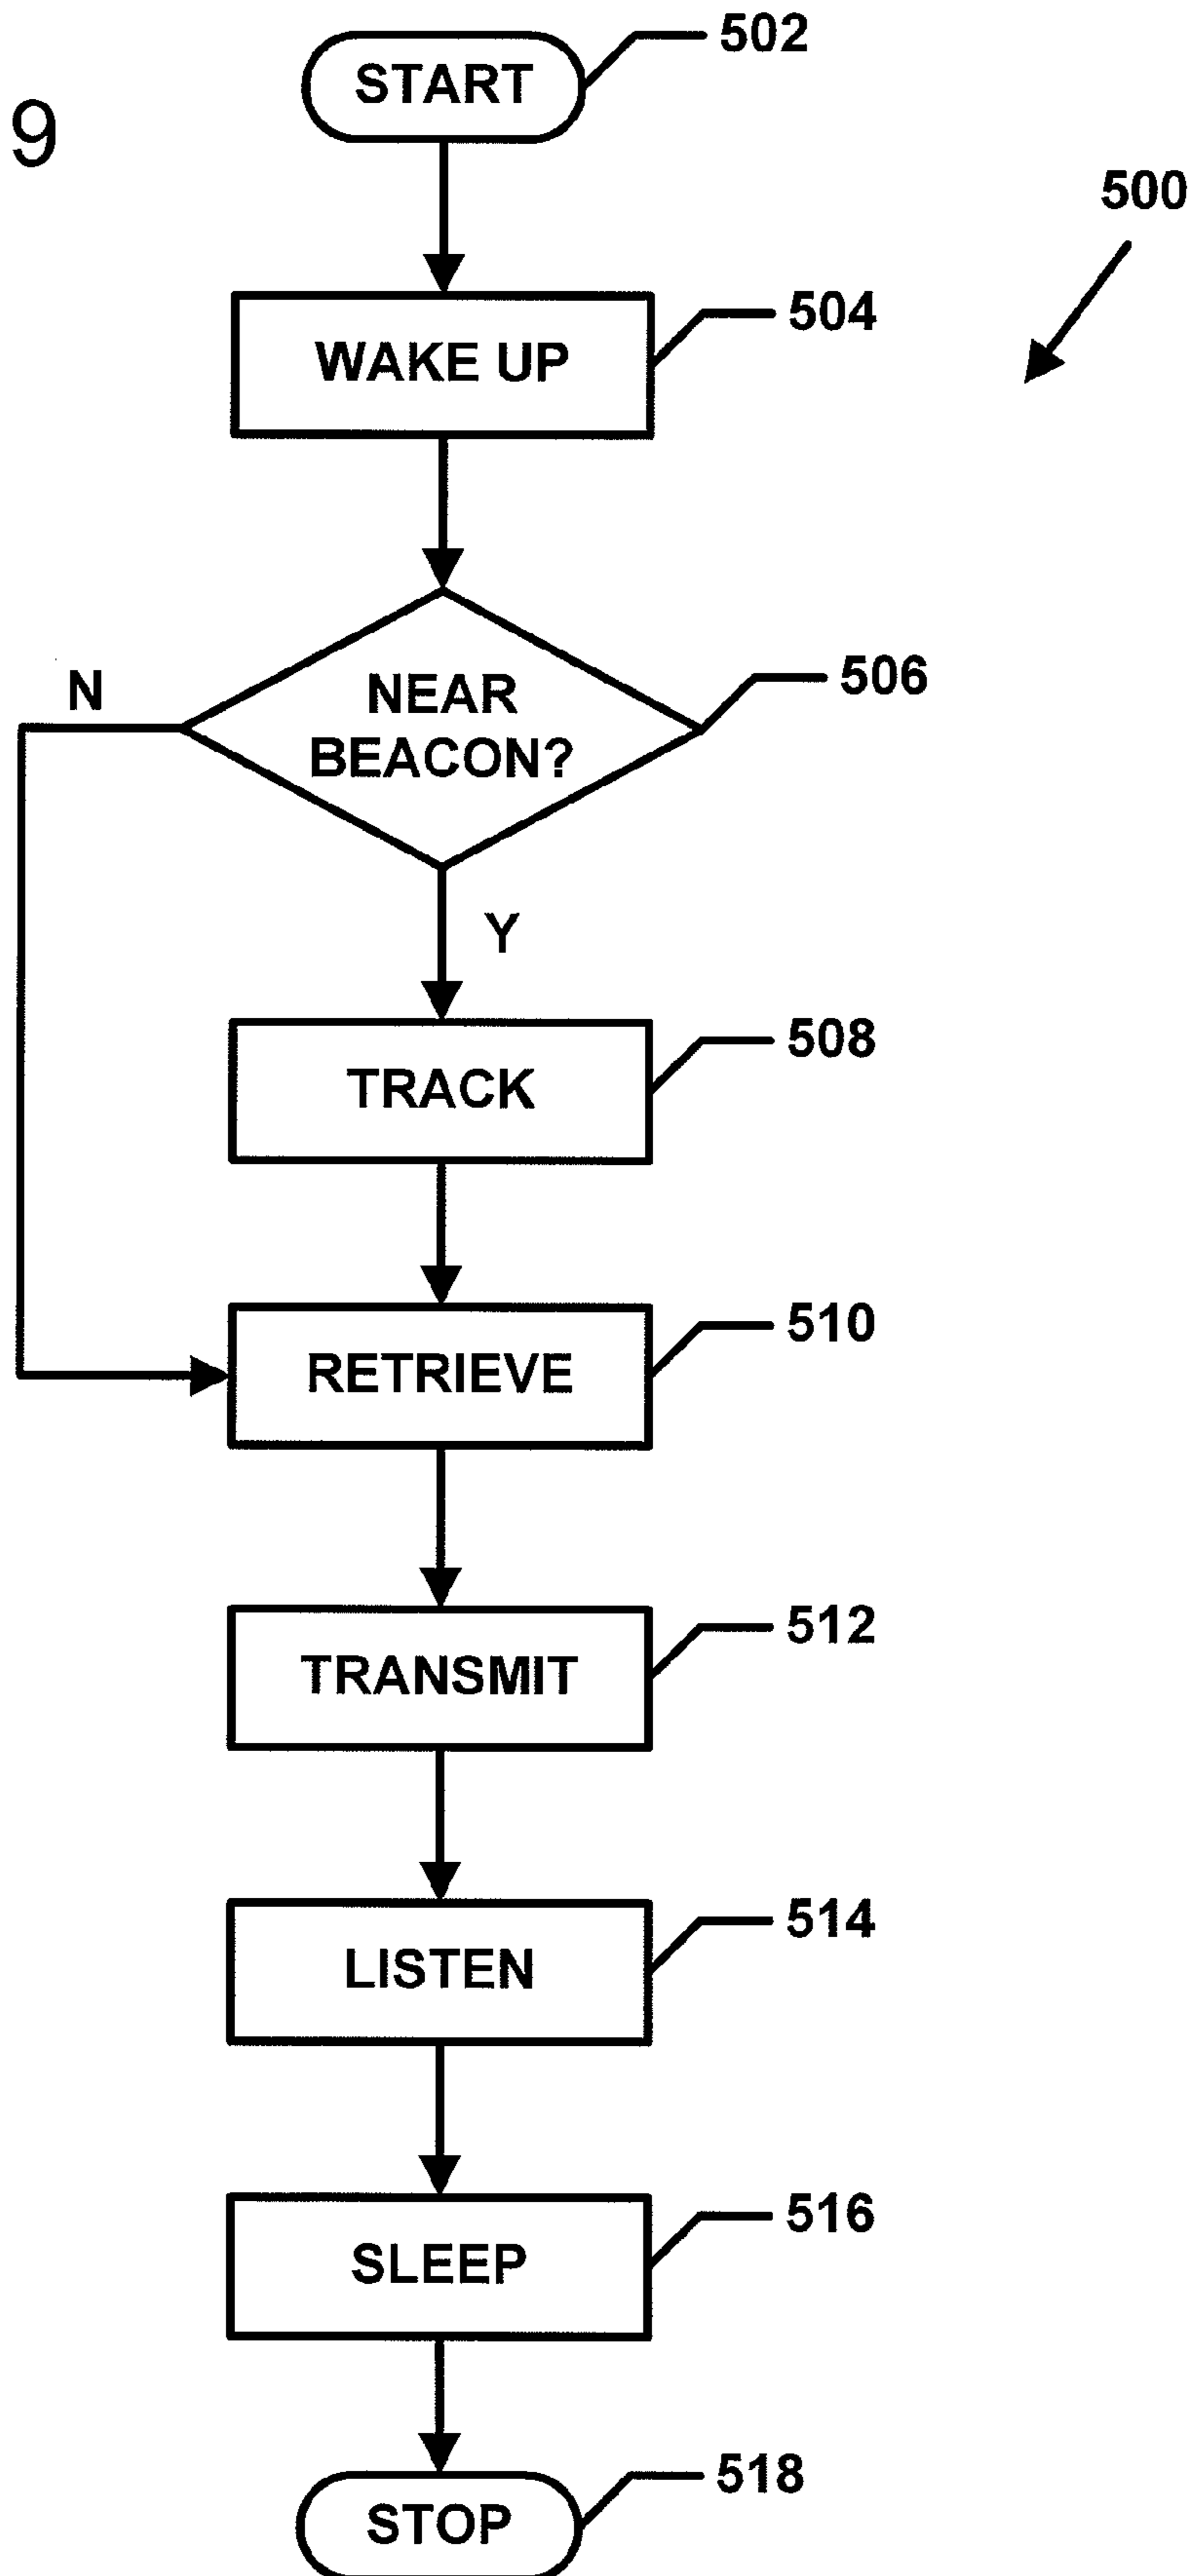 9
START
502
500
WAKE UP
504
NEAR
BEACON?
506
N
Y
TRACK
508
RETRIEVE
510
TRANSMIT
512
LISTEN
514
SLEEP
516
STOP
518